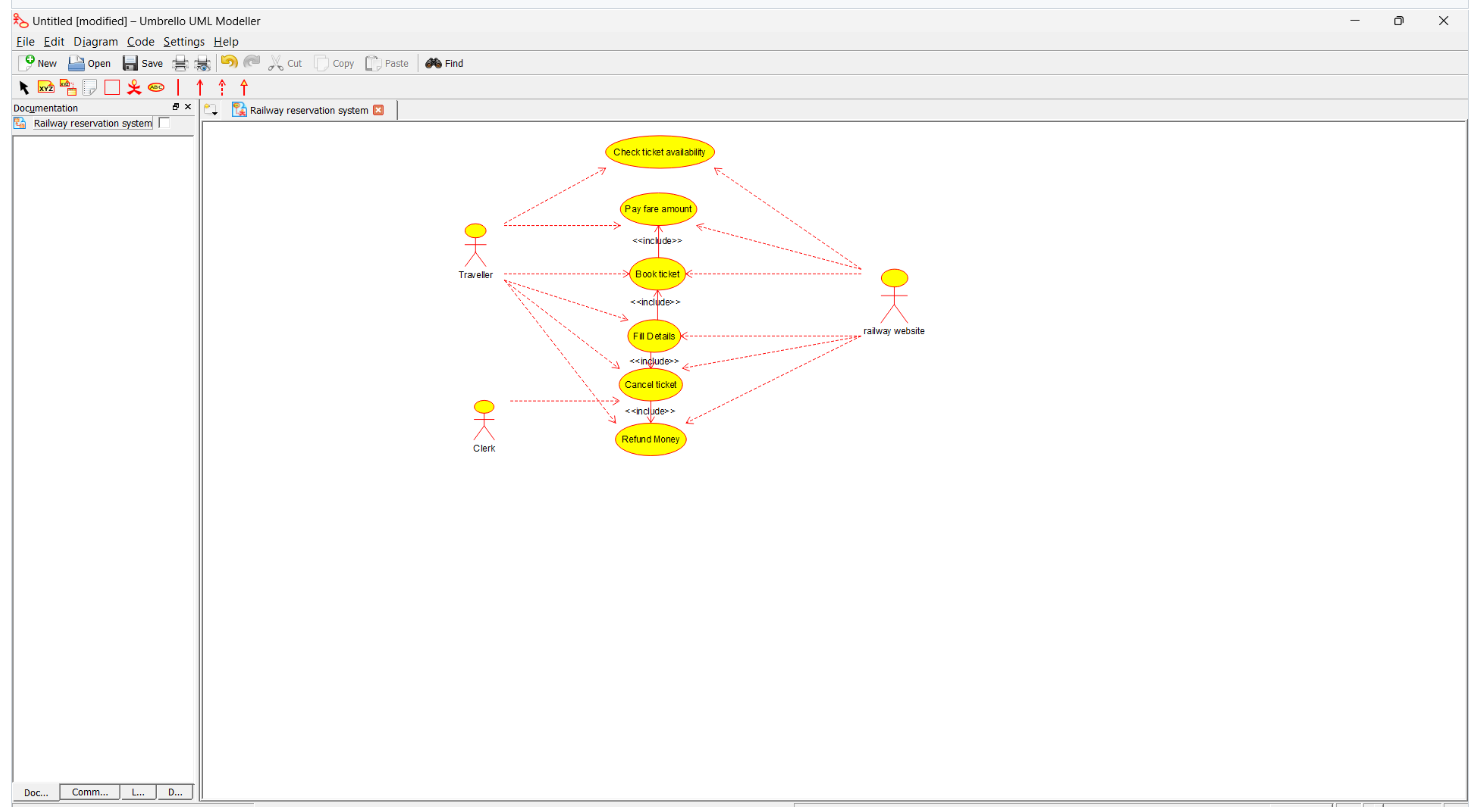 Untitled [modified] – Umbrello UML Modeller
File Edit Diagram Code Settings Help
New Open Save Cut Copy Paste Find
XYZ ABC
Documentation
Railway reservation system
Railway reservation system
Check ticket availability
Pay fare amount
<<include>>
Traveller
Book ticket
<<include>>
railway website
Fill Details
<<include>>
Cancel ticket
<<include>>
Clerk
Refund Money
Doc... Comm... L... D...